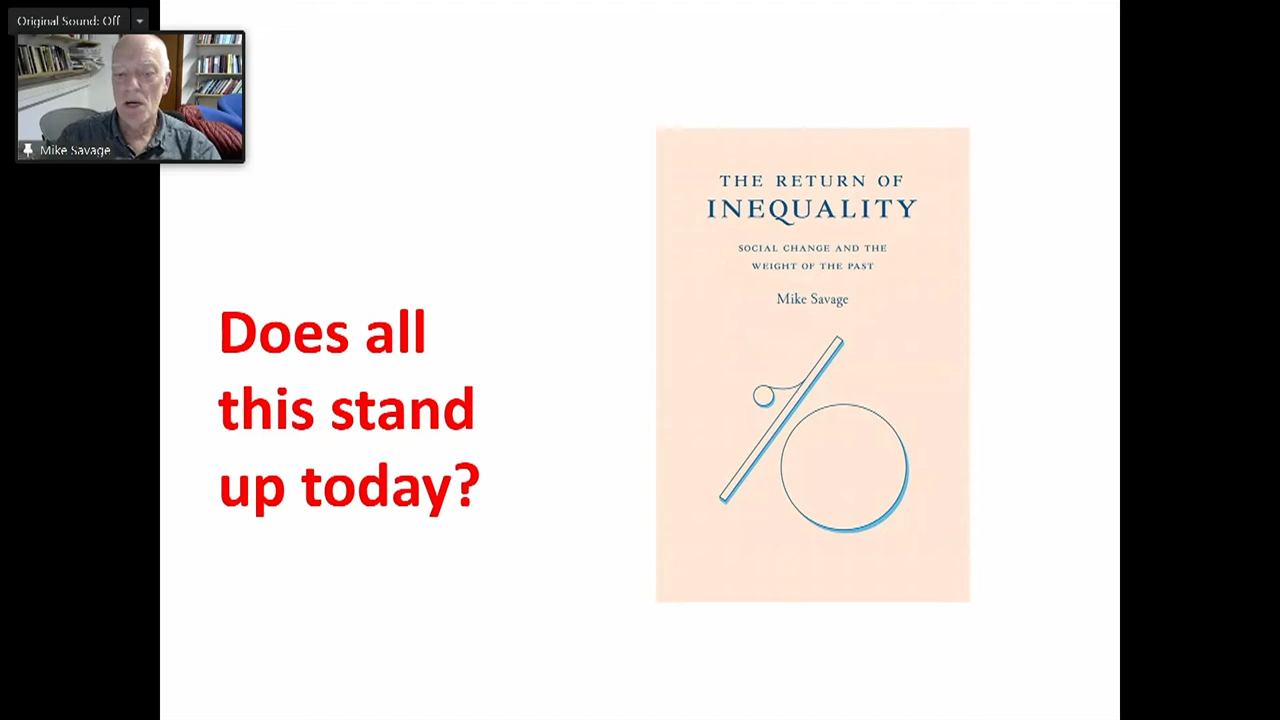 Original Sound: Off
Mike Savage
THE RETURN OF
INEQUALITY
SOCIAL CHANGE AND THE
WEIGHT OF THE PAST
Mike Savage
Does all
this stand
up today?